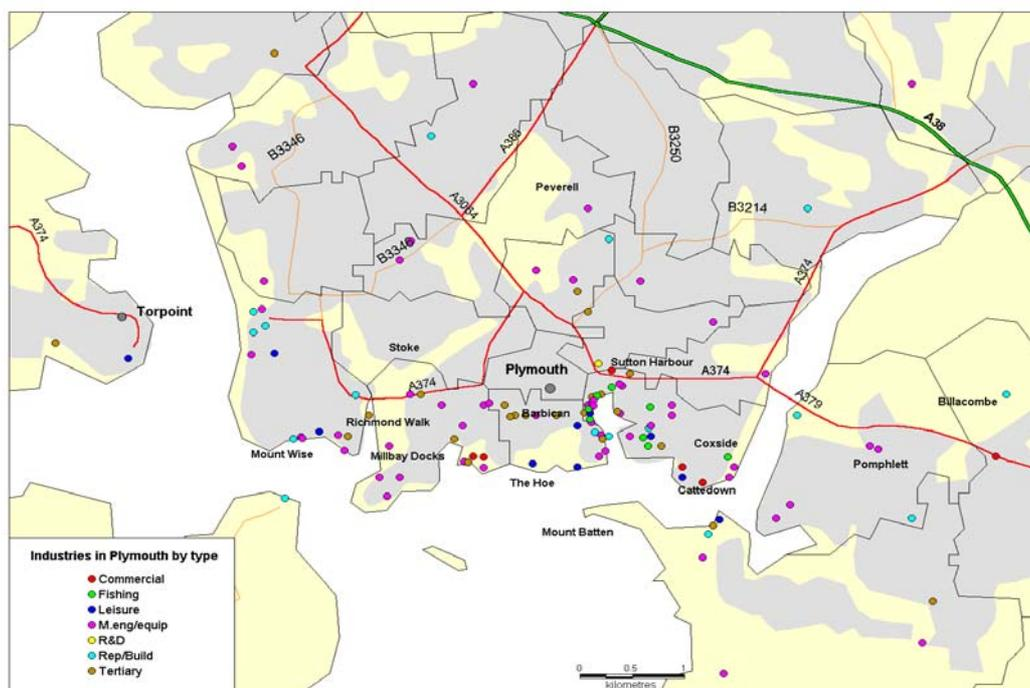 A38
A386
B3250
B3346
Peverell
A3064
B3214
B3346
A374
A374
Torpoint
Stoke
Plymouth
Sutton Harbour
A374
A374
A379
Billacombe
Barbican
Richmond Walk
Coxside
Mount Wise
Millbay Docks
Pomphlett
The Hoe
Cattedown
Mount Batten
Industries in Plymouth by type
Commercial
Fishing
Leisure
M.eng/equip
R&D
Rep/Build
Tertiary
0 0.5 1
kilometres